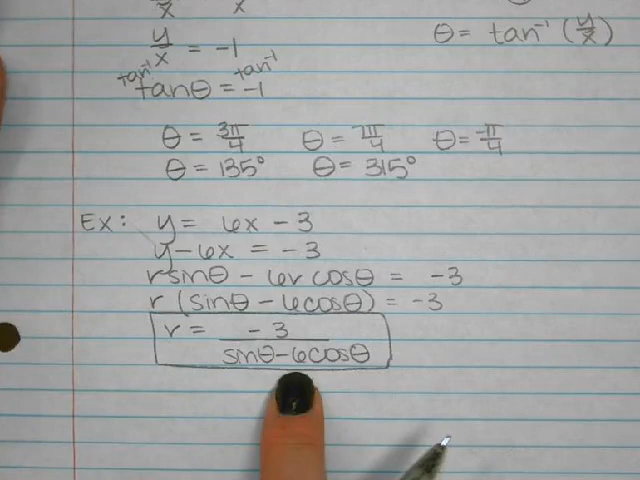 x x
y/x = -1
θ = tan⁻¹ (y/x)
tan⁻¹ tan⁻¹
tanθ = -1
θ = 3π/4 θ = 7π/4 θ = -π/4
θ = 135° θ = 315°
EX: y = 6x - 3
y - 6x = -3
rsinθ - 6r cosθ = -3
r (sinθ - 6cosθ) = -3
r = -3 / sinθ - 6cosθ